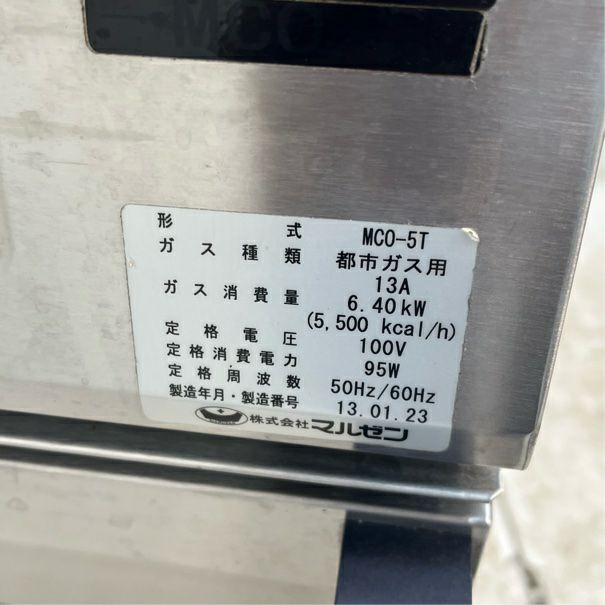 MCO
形式 MCO-5T
ガス種類 都市ガス用
13A
ガス消費量 6.40kW
(5,500 kcal/h)
定格電圧 100V
定格消費電力 95W
定格周波数 50Hz/60Hz
製造年月・製造番号 13.01.23
株式会社マルゼン